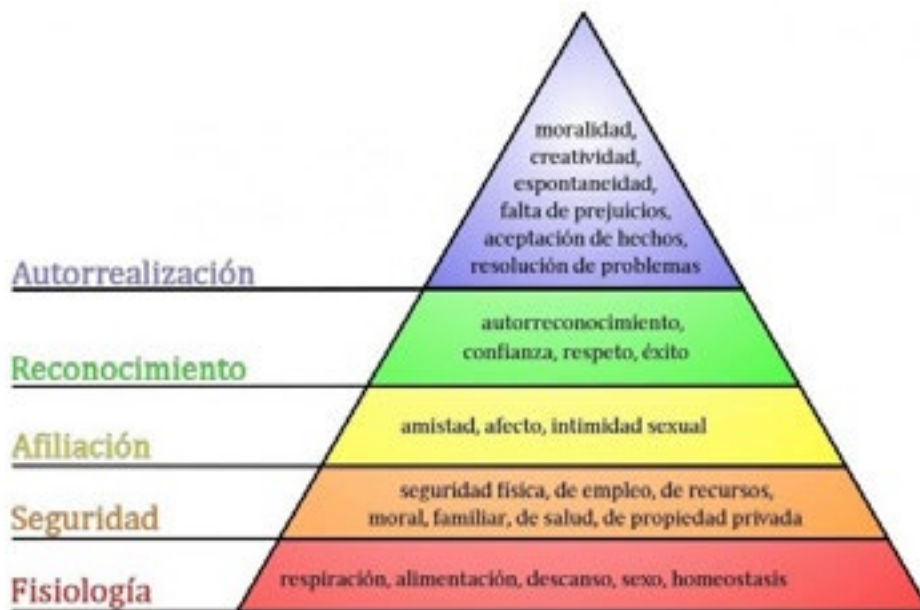 moralidad,
creatividad,
espontaneidad,
falta de prejuicios,
aceptación de hechos,
resolución de problemas
Autorrealización
autorreconocimiento,
confianza, respeto, éxito
Reconocimiento
amistad, afecto, intimidad sexual
Afiliación
seguridad física, de empleo, de recursos,
moral, familiar, de salud, de propiedad privada
Seguridad
respiración, alimentación, descanso, sexo, homeostasis
Fisiología